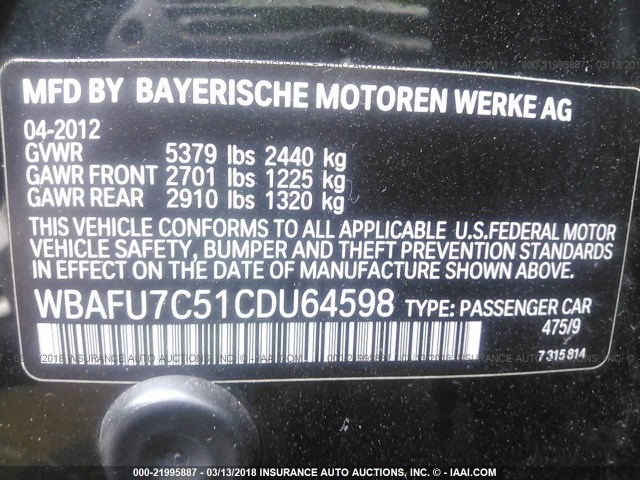 MFD BY BAYERISCHE MOTOREN WERKE AG
04-2012
GVWR 5379 lbs 2440 kg
GAWR FRONT 2701 lbs 1225 kg
GAWR REAR 2910 lbs 1320 kg
THIS VEHICLE CONFORMS TO ALL APPLICABLE U.S.FEDERAL MOTOR
VEHICLE SAFETY, BUMPER AND THEFT PREVENTION STANDARDS
IN EFFECT ON THE DATE OF MANUFACTURE SHOWN ABOVE.
WBAFU7C51CDU64598 TYPE: PASSENGER CAR
475/9
7 315 814
000-21995887 - 03/13/2018 INSURANCE AUTO AUCTIONS, INC. - IAAI.COM